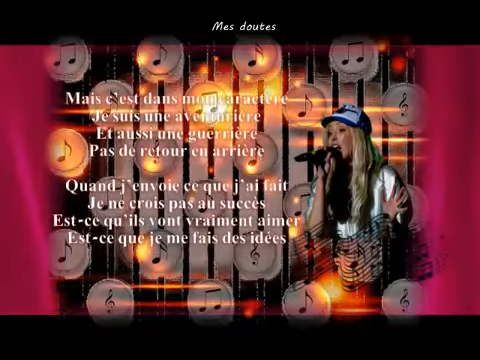 Mes doutes
Mais c'est dans mon caractère
Je suis une aventurière
Et aussi une guerrière
Pas de retour en arrière
Quand j'envoie ce que j'ai fait
Je ne crois pas au succès
Est-ce qu'ils vont vraiment aimer
Est-ce que je me fais des idées